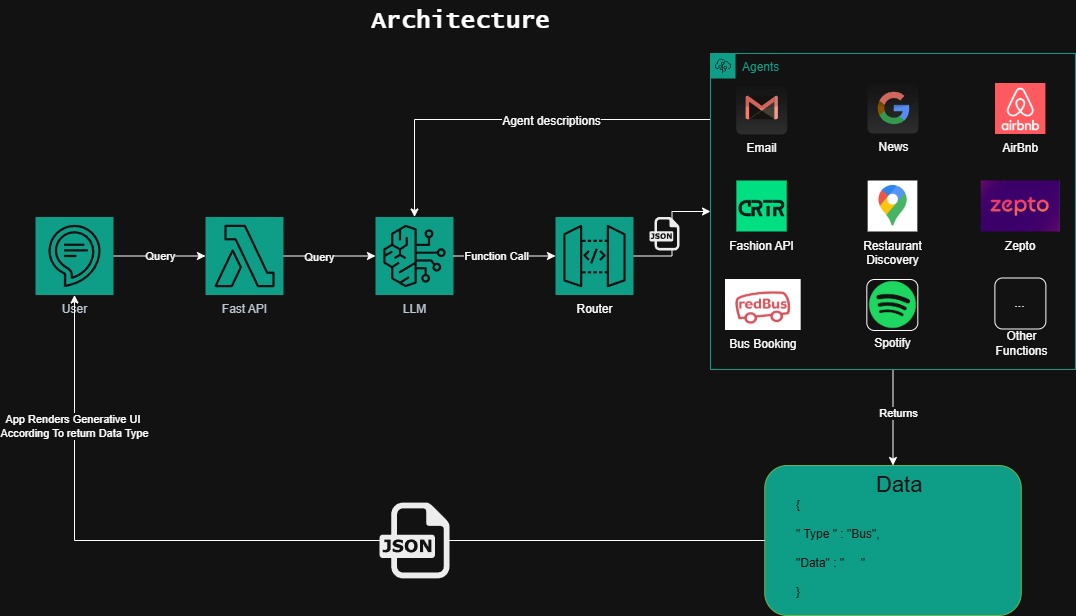 Architecture
Agents
Email
News
airbnb
AirBnb
Agent descriptions
CRTR
Fashion API
Restaurant
Discovery
zepto
Zepto
JSON
Query
Query
Function Call
User
Fast API
LLM
Router
redBus
Bus Booking
Spotify
...
Other
Functions
App Renders Generative UI
According To return Data Type
Returns
Data
{
" Type " : "Bus",
"Data" : "     "
}
JSON